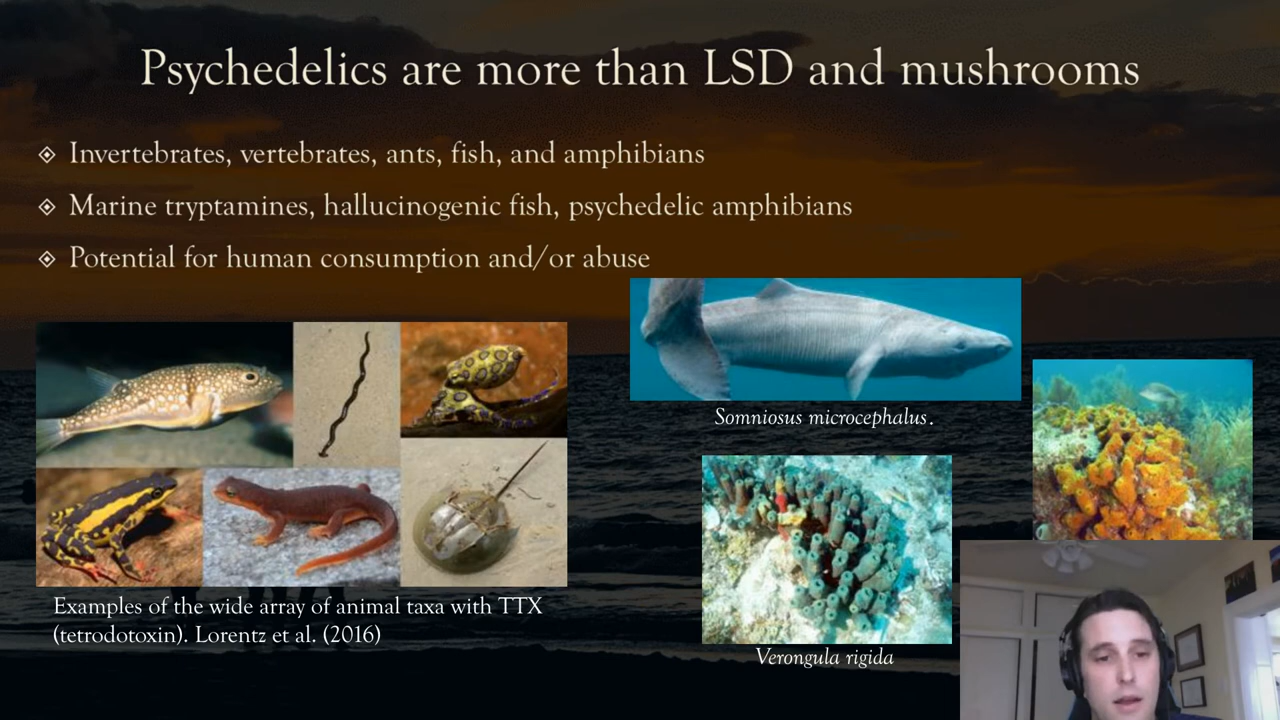 Psychedelics are more than LSD and mushrooms
Invertebrates, vertebrates, ants, fish, and amphibians
Marine tryptamines, hallucinogenic fish, psychedelic amphibians
Potential for human consumption and/or abuse
Somniosus microcephalus.
Examples of the wide array of animal taxa with TTX
(tetrodotoxin). Lorentz et al. (2016)
Verongula rigida